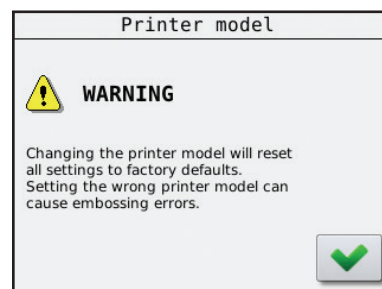 Printer model
WARNING
Changing the printer model will reset
all settings to factory defaults.
Setting the wrong printer model can
cause embossing errors.